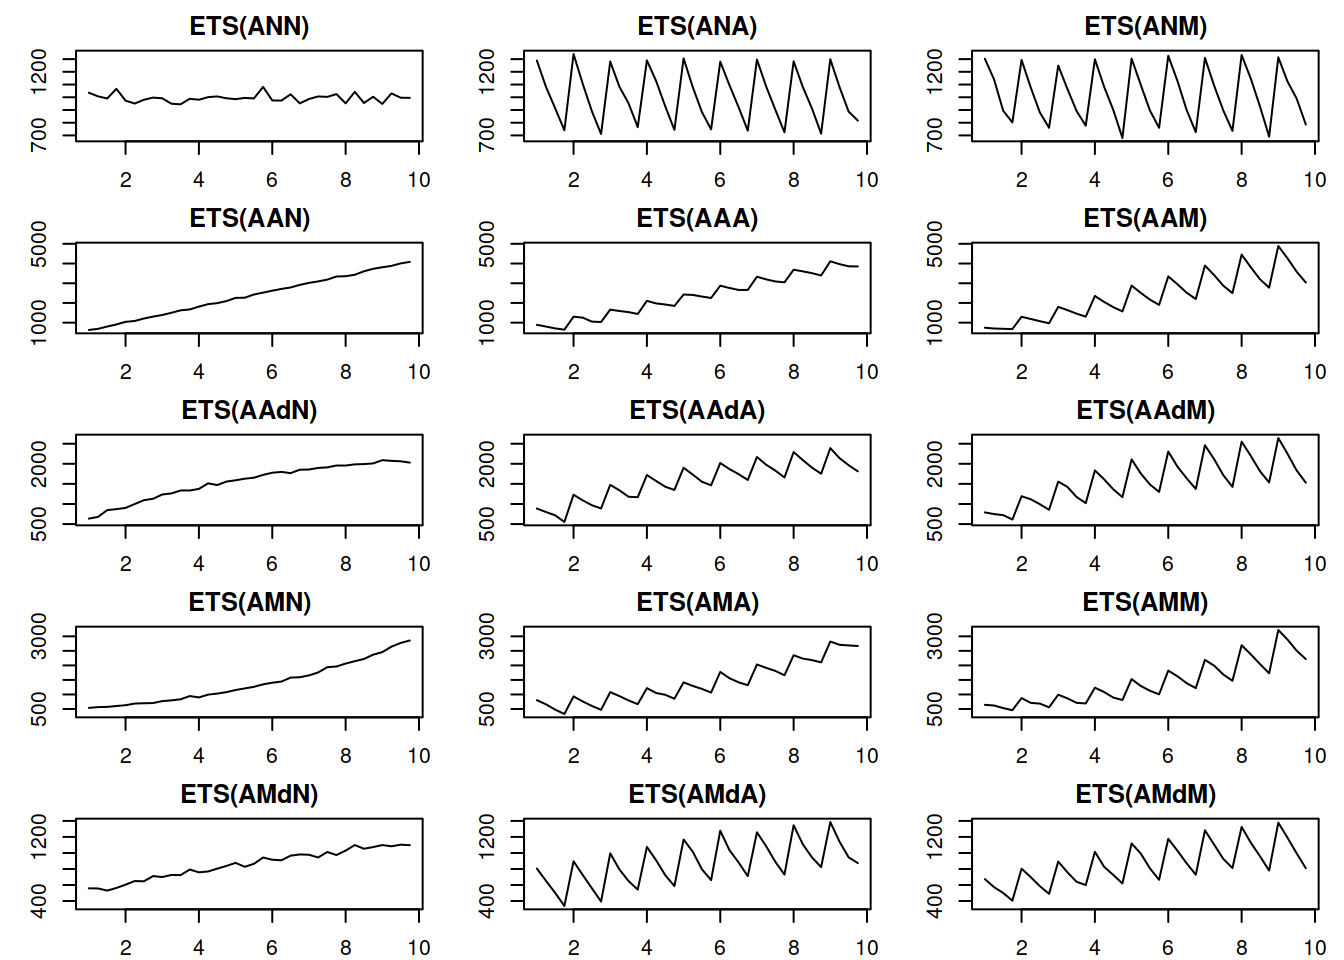 ETS(ANN) ETS(ANA) ETS(ANM)
1200 1200 1200
700 700 700
2 4 6 8 10 2 4 6 8 10 2 4 6 8 10
ETS(AAN) ETS(AAA) ETS(AAM)
5000 5000 5000
1000 1000 1000
2 4 6 8 10 2 4 6 8 10 2 4 6 8 10
ETS(AAdN) ETS(AAdA) ETS(AAdM)
2000 2000 2000
500 500 500
2 4 6 8 10 2 4 6 8 10 2 4 6 8 10
ETS(AMN) ETS(AMA) ETS(AMM)
3000 3000 3000
500 500 500
2 4 6 8 10 2 4 6 8 10 2 4 6 8 10
ETS(AMdN) ETS(AMdA) ETS(AMdM)
1200 1200 1200
400 400 400
2 4 6 8 10 2 4 6 8 10 2 4 6 8 10